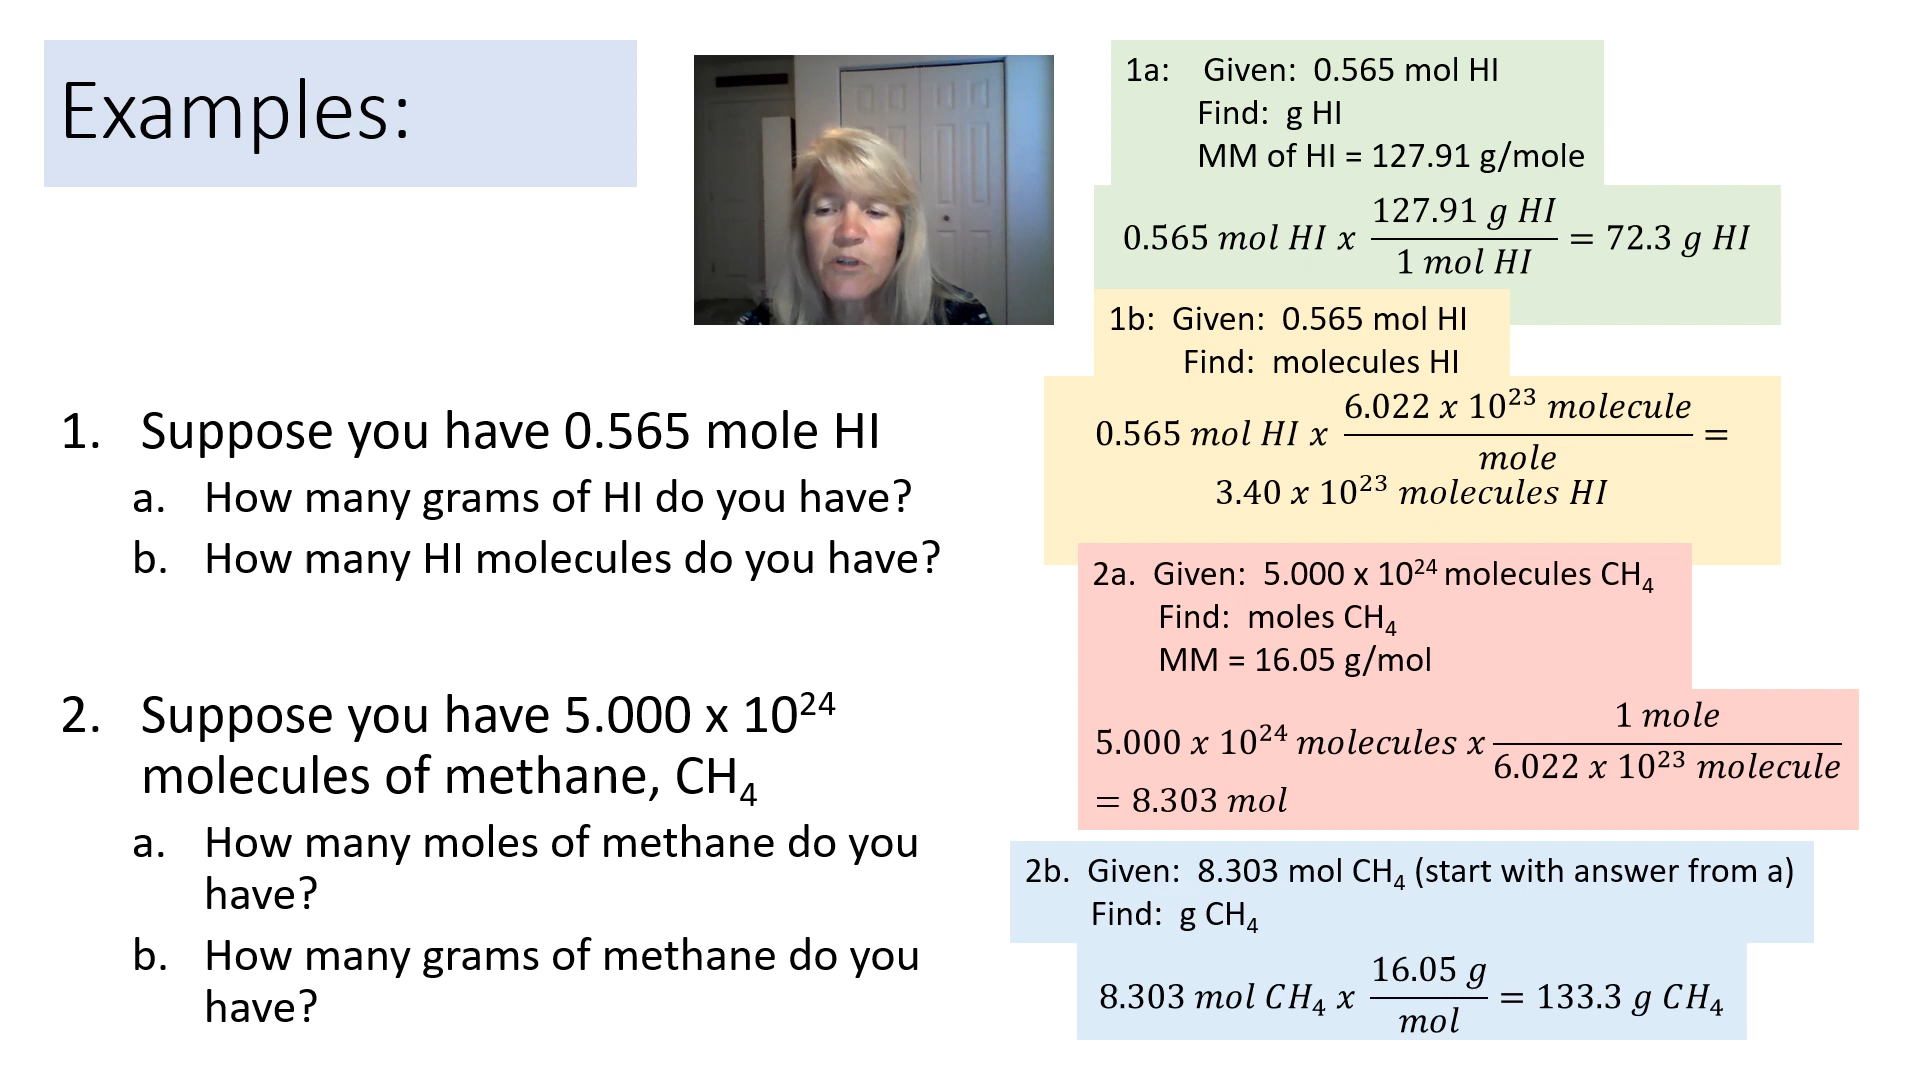 Examples:
1. Suppose you have 0.565 mole HI
a. How many grams of HI do you have?
b. How many HI molecules do you have?
2. Suppose you have 5.000 x 10²⁴
molecules of methane, CH₄
a. How many moles of methane do you
have?
b. How many grams of methane do you
have?
1a: Given: 0.565 mol HI
Find: g HI
MM of HI = 127.91 g/mole
0.565 mol HI x (127.91 g HI)/(1 mol HI) = 72.3 g HI
1b: Given: 0.565 mol HI
Find: molecules HI
0.565 mol HI x (6.022 x 10²³ molecule)/(mole) =
3.40 x 10²³ molecules HI
2a. Given: 5.000 x 10²⁴ molecules CH₄
Find: moles CH₄
MM = 16.05 g/mol
5.000 x 10²⁴ molecules x (1 mole)/(6.022 x 10²³ molecule)
= 8.303 mol
2b. Given: 8.303 mol CH₄ (start with answer from a)
Find: g CH₄
8.303 mol CH₄ x (16.05 g)/(mol) = 133.3 g CH₄